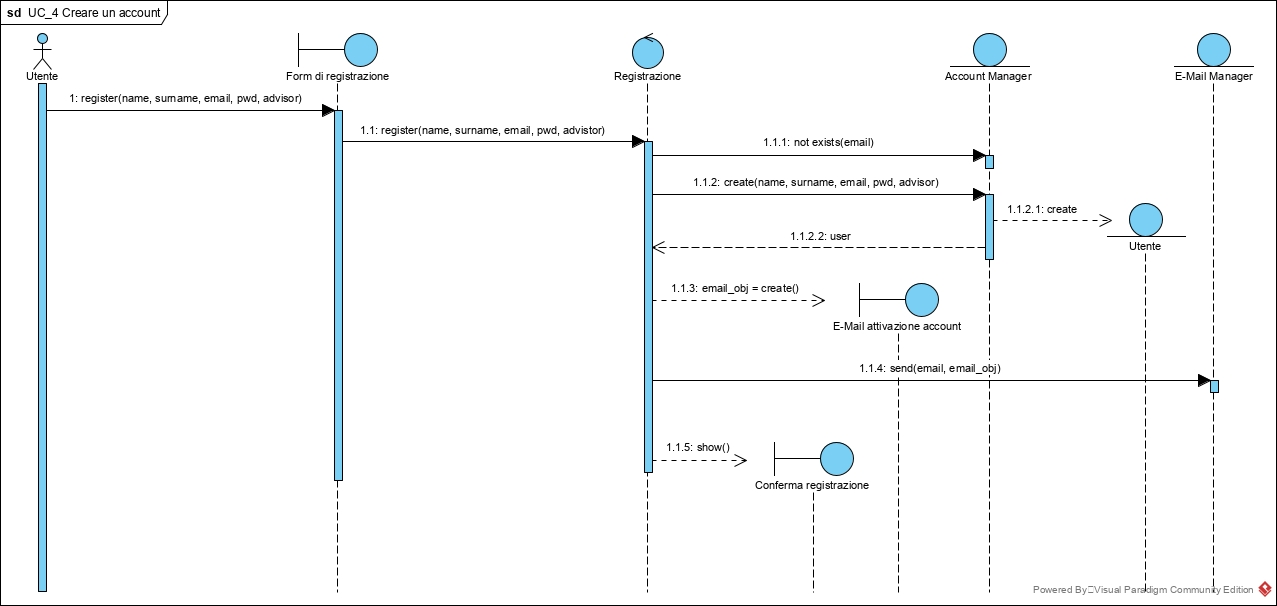 sd UC_4 Creare un account
Utente
Form di registrazione
Registrazione
Account Manager
E-Mail Manager
1: register(name, surname, email, pwd, advisor)
1.1: register(name, surname, email, pwd, advistor)
1.1.1: not exists(email)
1.1.2: create(name, surname, email, pwd, advisor)
1.1.2.1: create
1.1.2.2: user
Utente
1.1.3: email_obj = create()
E-Mail attivazione account
1.1.4: send(email, email_obj)
1.1.5: show()
Conferma registrazione
Powered By Visual Paradigm Community Edition